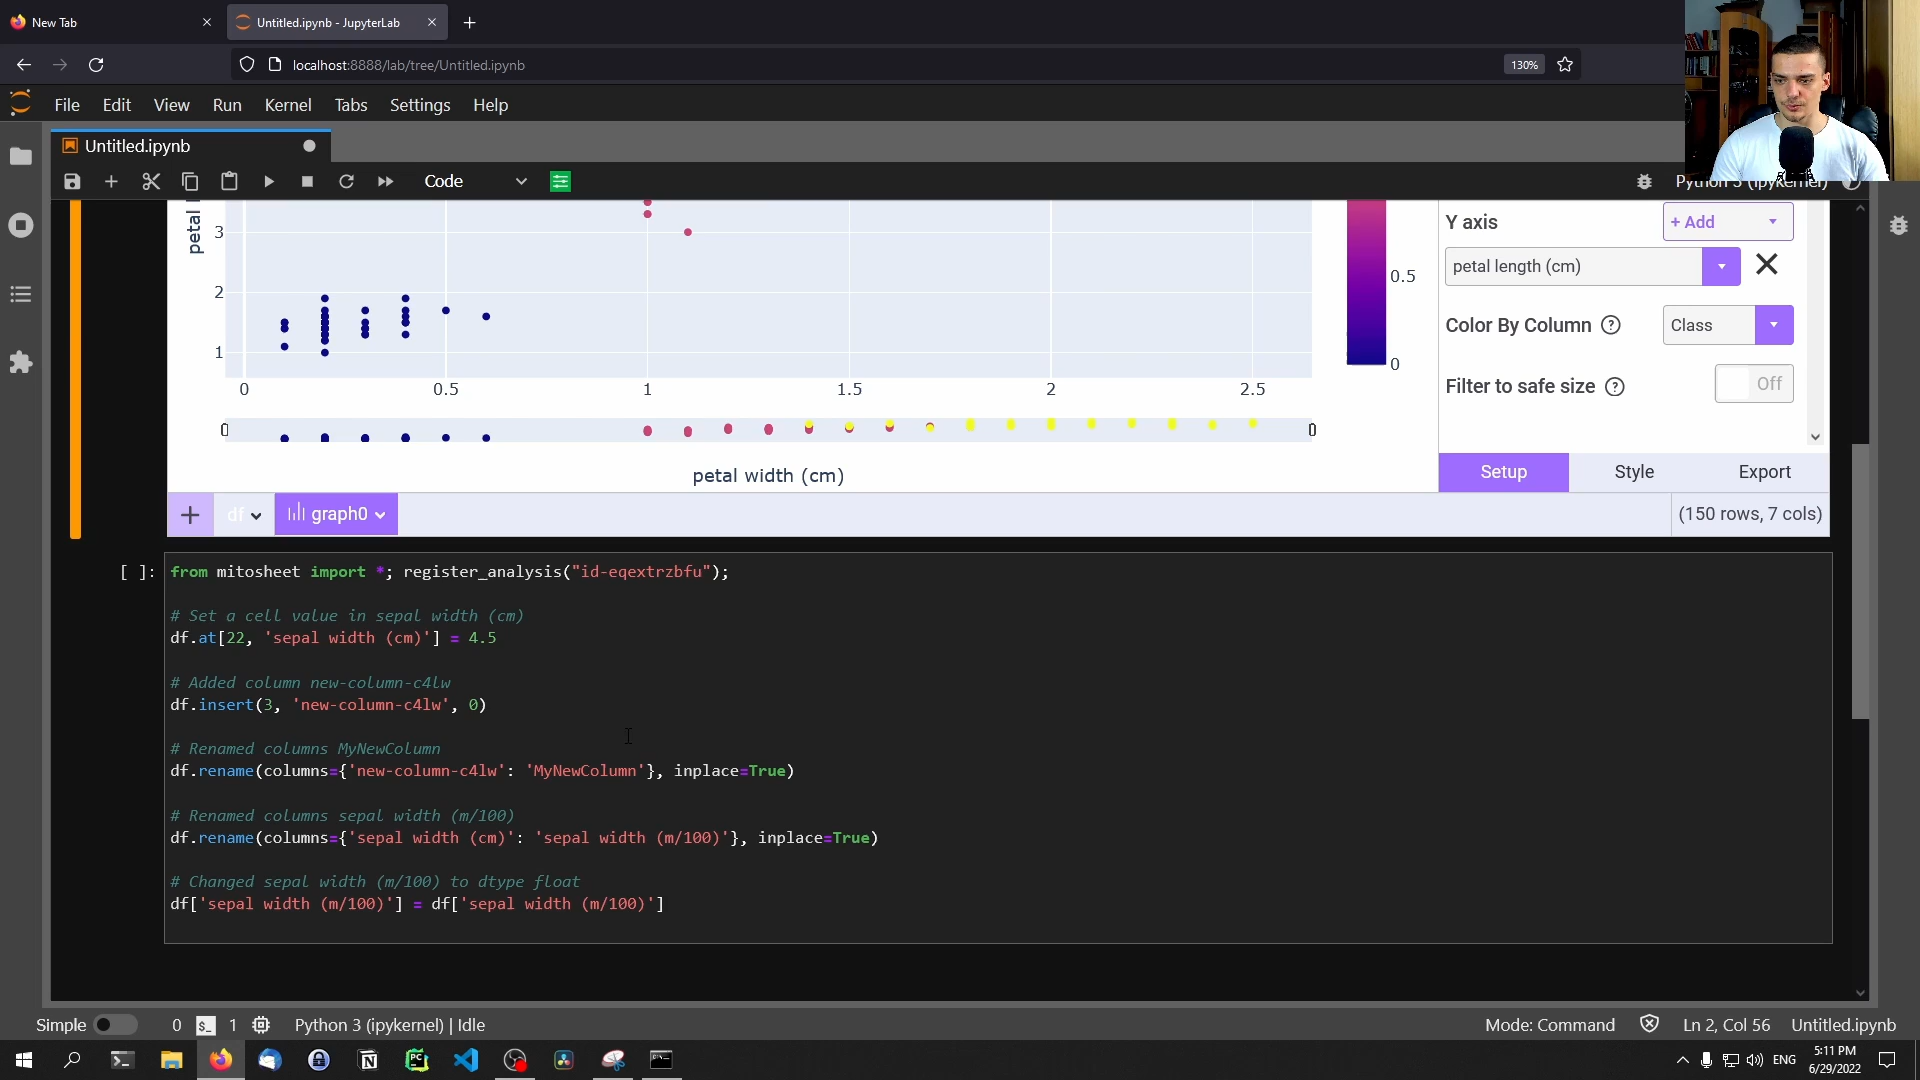 New Tab
Untitled.ipynb - JupyterLab
localhost:8888/lab/tree/Untitled.ipynb
130%
File Edit View Run Kernel Tabs Settings Help
Untitled.ipynb
Code
Python 3 (ipykernel)
3
2
1
0 0.5 1 1.5 2 2.5
petal width (cm)
0.5
0
Y axis
+ Add
petal length (cm)
Color By Column
Class
Filter to safe size
Off
Setup Style Export
+ df graph0
(150 rows, 7 cols)
[ ]: from mitosheet import *; register_analysis("id-eqextrzbfu");
# Set a cell value in sepal width (cm)
df.at[22, 'sepal width (cm)'] = 4.5
# Added column new-column-c4lw
df.insert(3, 'new-column-c4lw', 0)
# Renamed columns MyNewColumn
df.rename(columns={'new-column-c4lw': 'MyNewColumn'}, inplace=True)
# Renamed columns sepal width (m/100)
df.rename(columns={'sepal width (cm)': 'sepal width (m/100)'}, inplace=True)
# Changed sepal width (m/100) to dtype float
df['sepal width (m/100)'] = df['sepal width (m/100)']
Simple 0 1 Python 3 (ipykernel) | Idle
Mode: Command Ln 2, Col 56 Untitled.ipynb
ENG
5:11 PM
6/29/2022